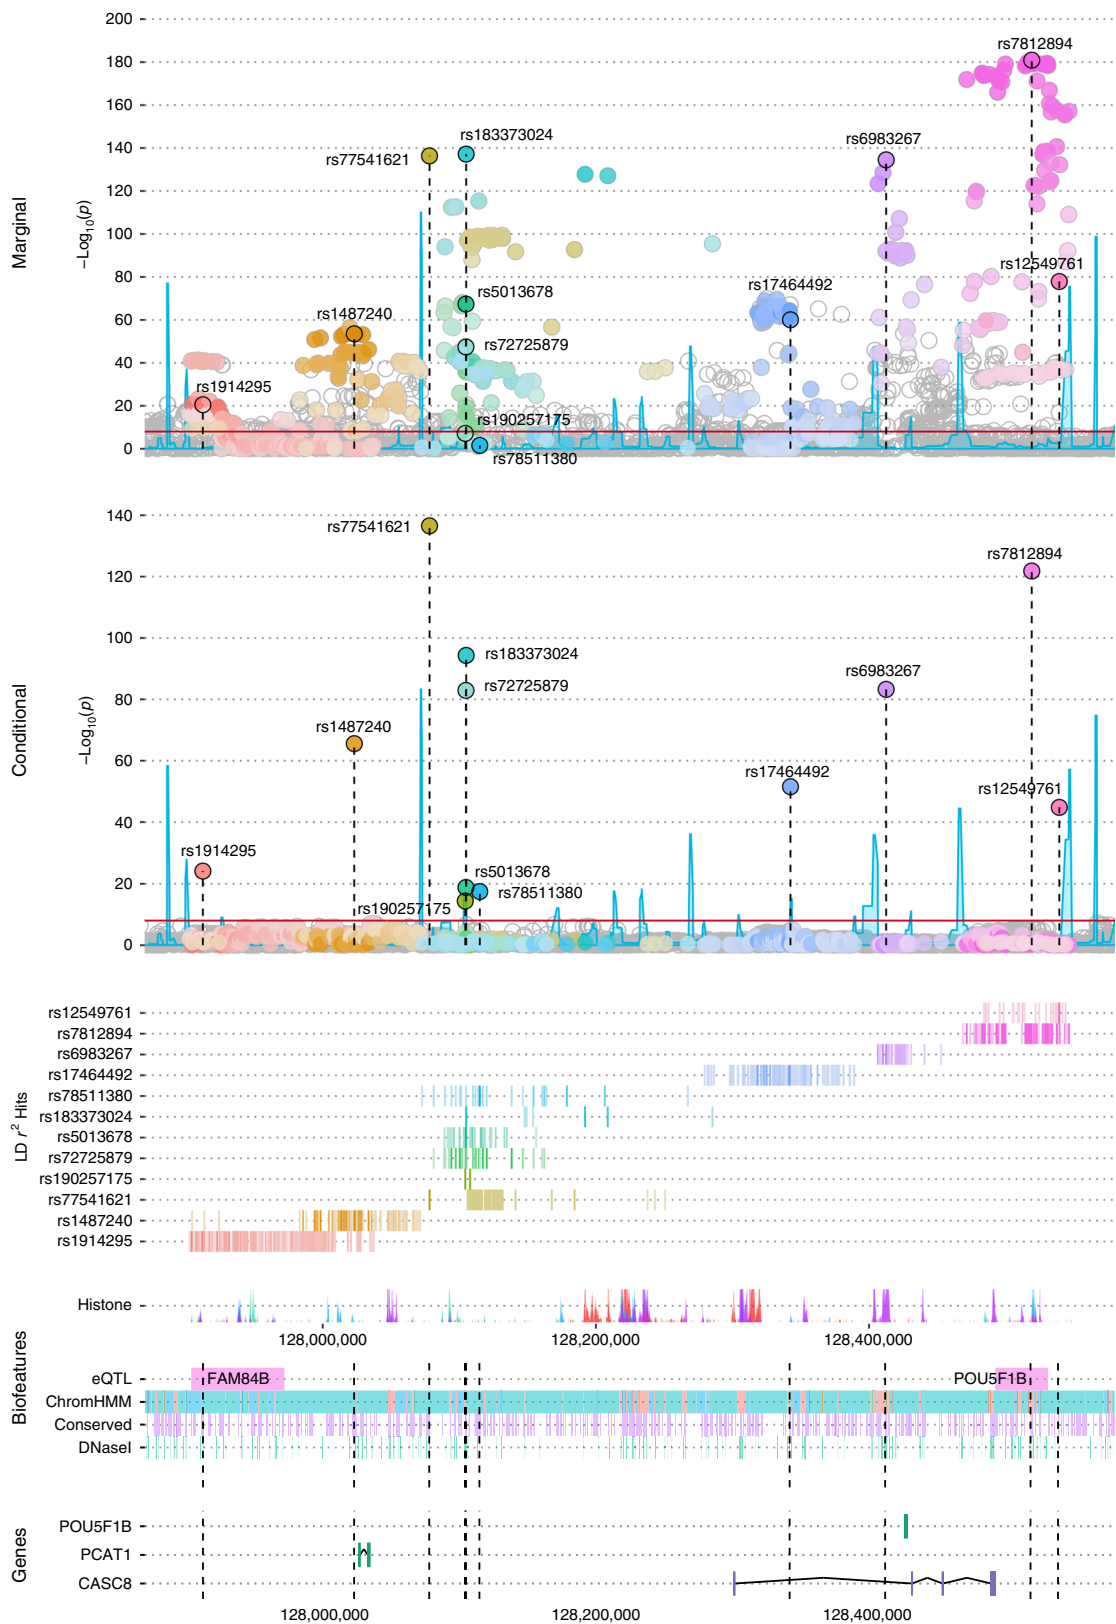 Marginal
−Log10(p)
200
180
160
140
120
100
80
60
40
20
0
rs7812894
rs183373024
rs77541621
rs6983267
rs12549761
rs5013678
rs17464492
rs1487240
rs72725879
rs1914295
rs190257175
rs78511380
Conditional
−Log10(p)
140
120
100
80
60
40
20
0
rs77541621
rs7812894
rs183373024
rs72725879
rs6983267
rs1487240
rs17464492
rs12549761
rs1914295
rs5013678
rs78511380
rs190257175
LD r2 Hits
rs12549761
rs7812894
rs6983267
rs17464492
rs78511380
rs183373024
rs5013678
rs72725879
rs190257175
rs77541621
rs1487240
rs1914295
Histone
128,000,000 128,200,000 128,400,000
Biofeatures
eQTL FAM84B POU5F1B
ChromHMM
Conserved
DNaseI
Genes
POU5F1B
PCAT1
CASC8
128,000,000 128,200,000 128,400,000